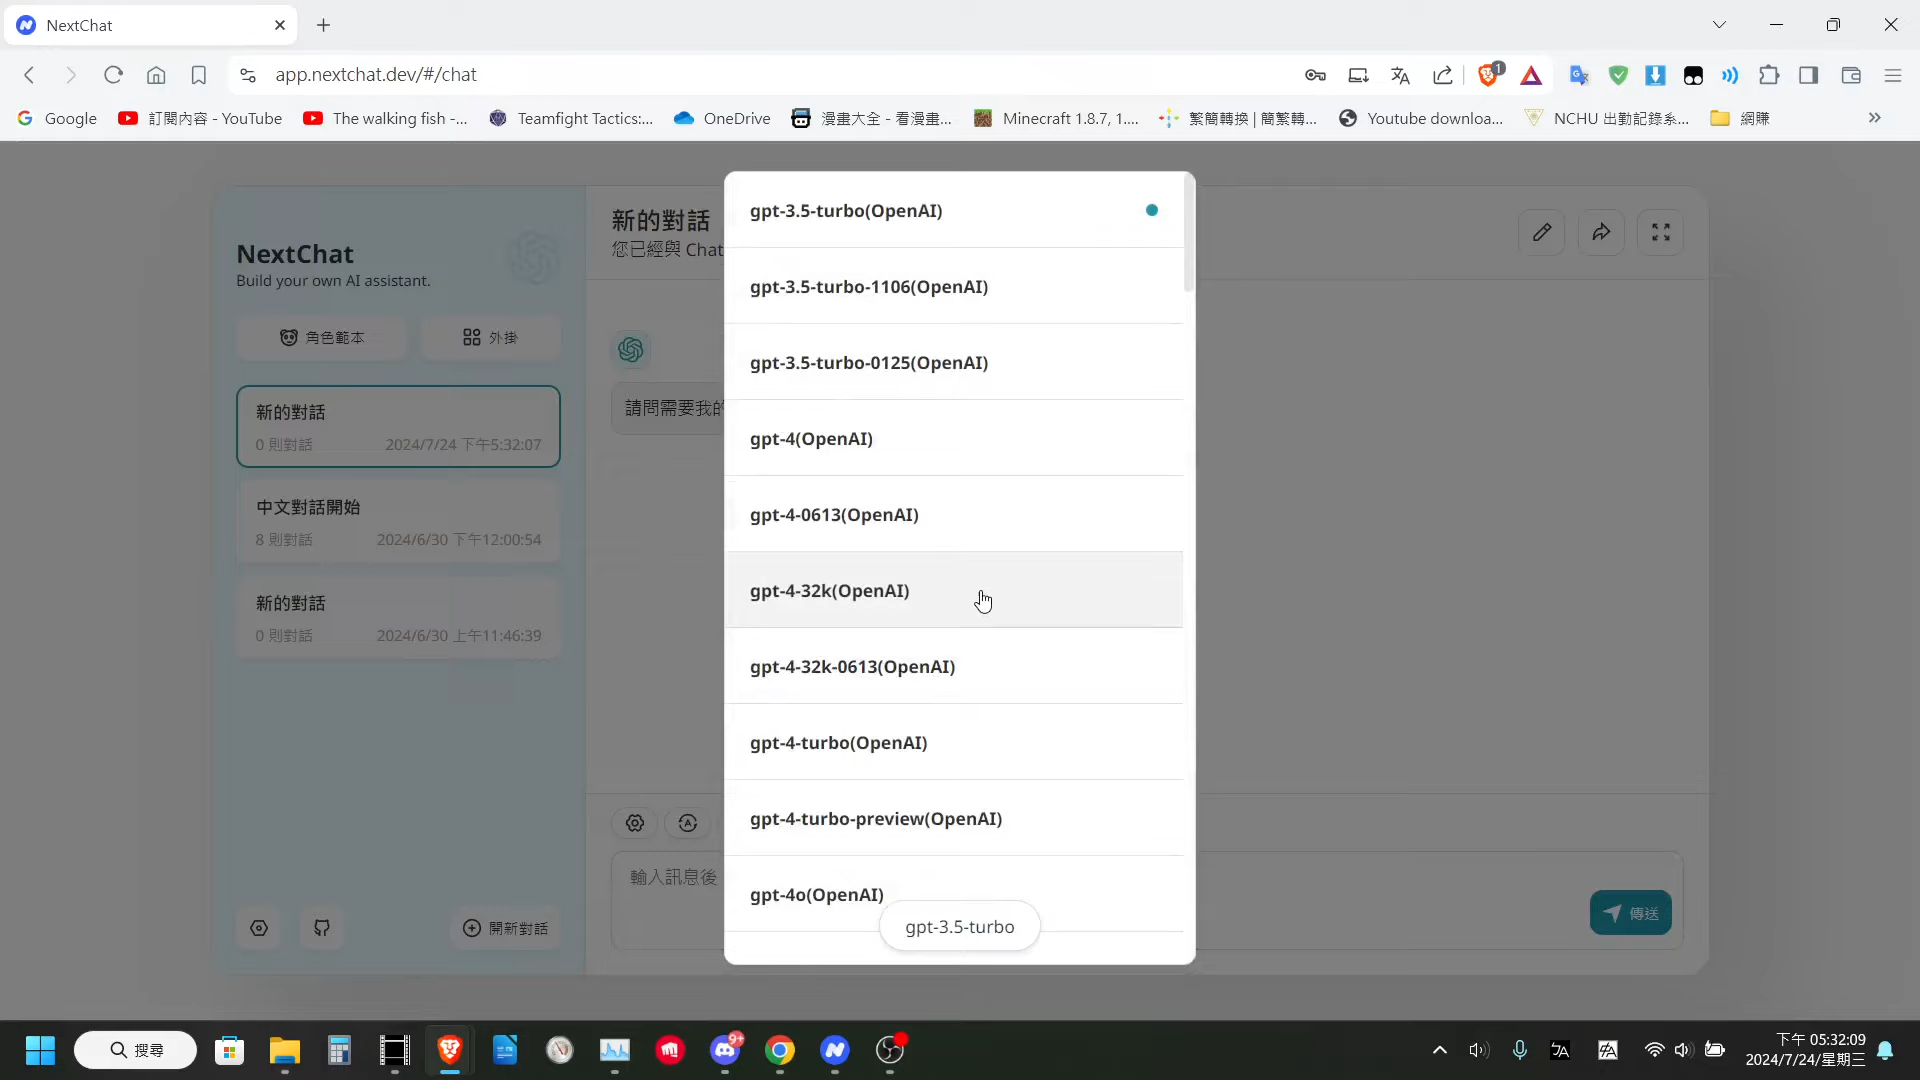 NextChat
app.nextchat.dev/#/chat
1
Google
訂閱內容 - YouTube
The walking fish -...
Teamfight Tactics:...
OneDrive
漫畫大全 - 看漫畫...
Minecraft 1.8.7, 1....
繁簡轉換 | 簡繁轉...
Youtube downloa...
NCHU 出勤記錄系...
網賺
NextChat
Build your own AI assistant.
角色範本
外掛
新的對話
0 則對話
2024/7/24 下午5:32:07
中文對話開始
8 則對話
2024/6/30 下午12:00:54
新的對話
0 則對話
2024/6/30 上午11:46:39
開新對話
新的對話
您已經與 Chat
請問需要我的
輸入訊息後
傳送
gpt-3.5-turbo(OpenAI)
gpt-3.5-turbo-1106(OpenAI)
gpt-3.5-turbo-0125(OpenAI)
gpt-4(OpenAI)
gpt-4-0613(OpenAI)
gpt-4-32k(OpenAI)
gpt-4-32k-0613(OpenAI)
gpt-4-turbo(OpenAI)
gpt-4-turbo-preview(OpenAI)
gpt-4o(OpenAI)
gpt-3.5-turbo
搜尋
9+
下午 05:32:09
2024/7/24/星期三